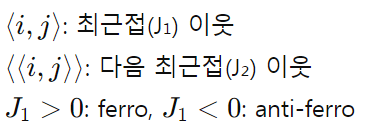 ⟨i, j⟩: 최근접(J₁) 이웃
⟨⟨i, j⟩⟩: 다음 최근접(J₂) 이웃
J₁ > 0: ferro, J₁ < 0: anti-ferro